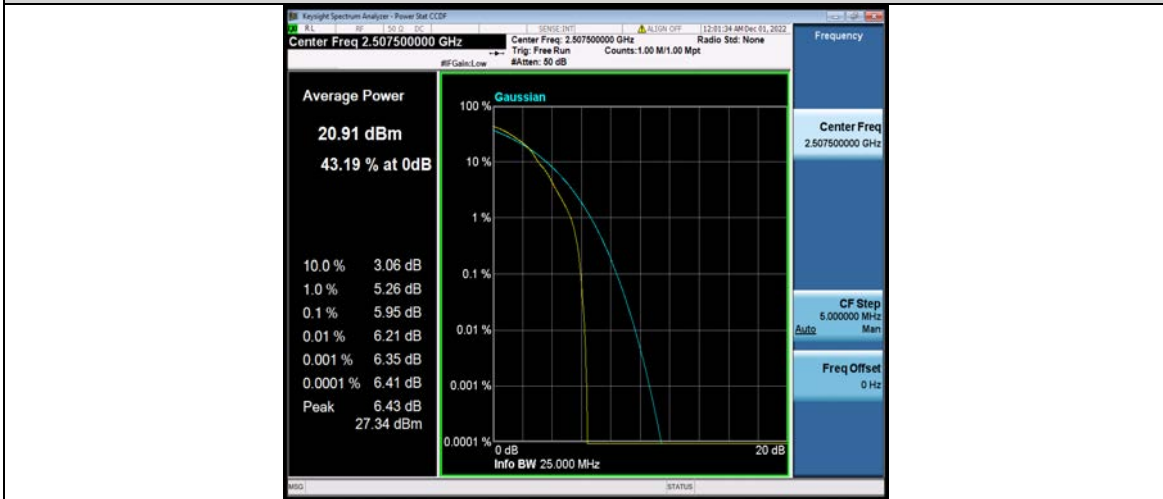 Keysight Spectrum Analyzer - Power Stat CCDF
RL RF 50 Ω DC SENSE:INT ALIGN OFF 12:01:34 AM Dec 01, 2022
Center Freq 2.507500000 GHz
Center Freq: 2.507500000 GHz Radio Std: None
Trig: Free Run Counts:1.00 M/1.00 Mpt
#IFGain:Low #Atten: 50 dB
Frequency
Average Power
20.91 dBm
43.19 % at 0dB
10.0 % 3.06 dB
1.0 % 5.26 dB
0.1 % 5.95 dB
0.01 % 6.21 dB
0.001 % 6.35 dB
0.0001 % 6.41 dB
Peak 6.43 dB
27.34 dBm
Gaussian
100 %
10 %
1 %
0.1 %
0.01 %
0.001 %
0.0001 %
0 dB 20 dB
Info BW 25.000 MHz
Center Freq
2.507500000 GHz
CF Step
5.000000 MHz
Auto Man
Freq Offset
0 Hz
MSG STATUS